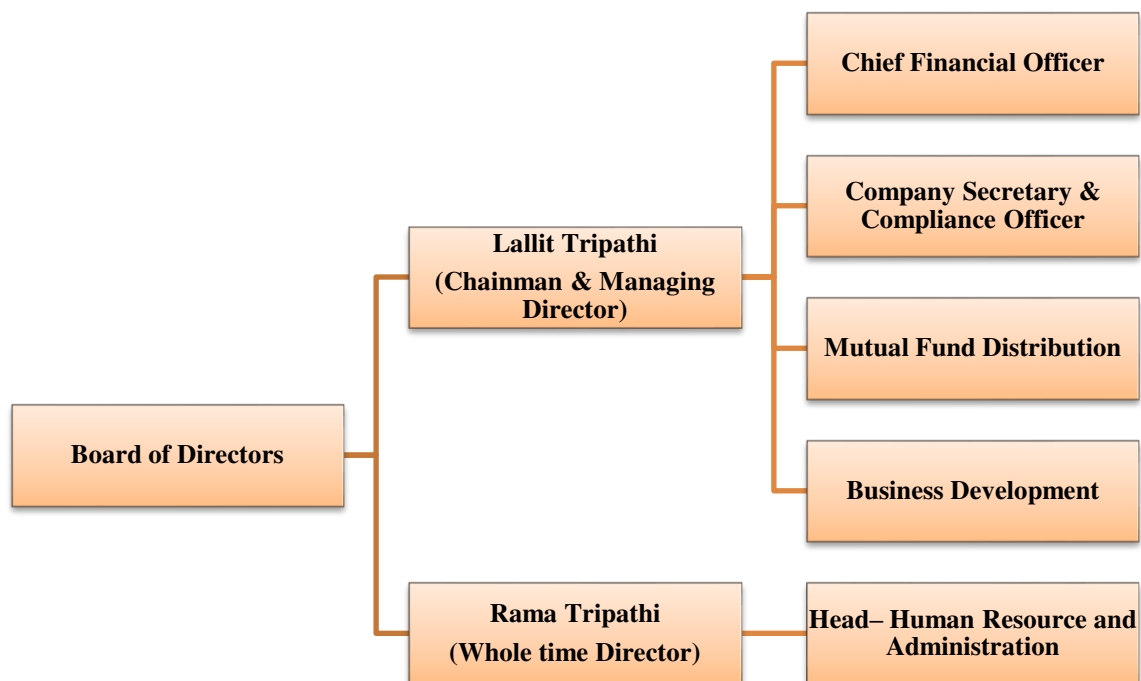 Chief Financial Officer
Company Secretary &
Compliance Officer
Lallit Tripathi
(Chainman & Managing
Director)
Mutual Fund Distribution
Board of Directors
Business Development
Rama Tripathi
(Whole time Director)
Head– Human Resource and
Administration